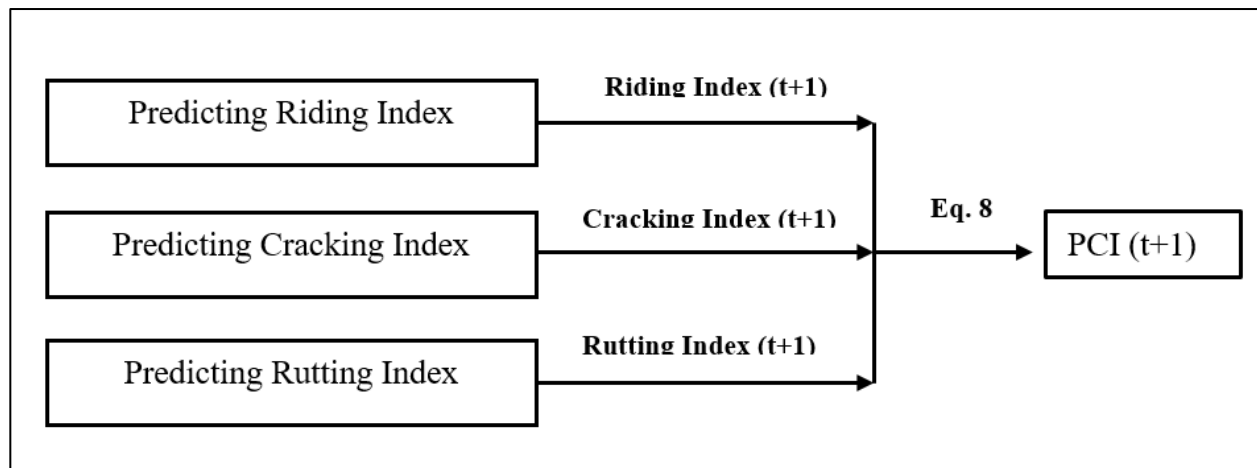 Predicting Riding Index
Riding Index (t+1)
Predicting Cracking Index
Cracking Index (t+1)
Eq. 8
PCI (t+1)
Predicting Rutting Index
Rutting Index (t+1)